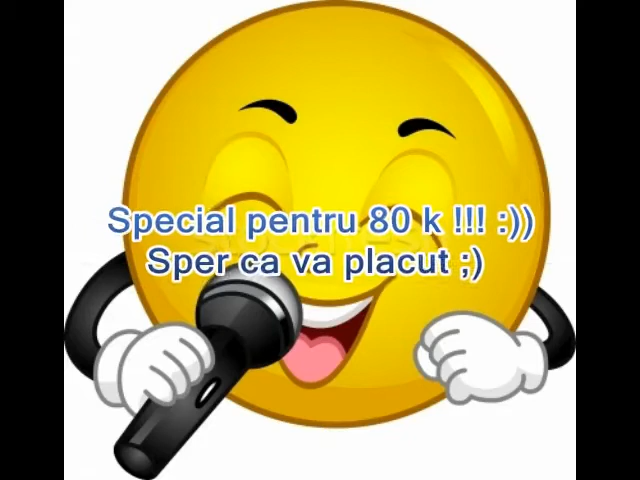 Special pentru 80 k !!! :))
Sper ca va placut ;)